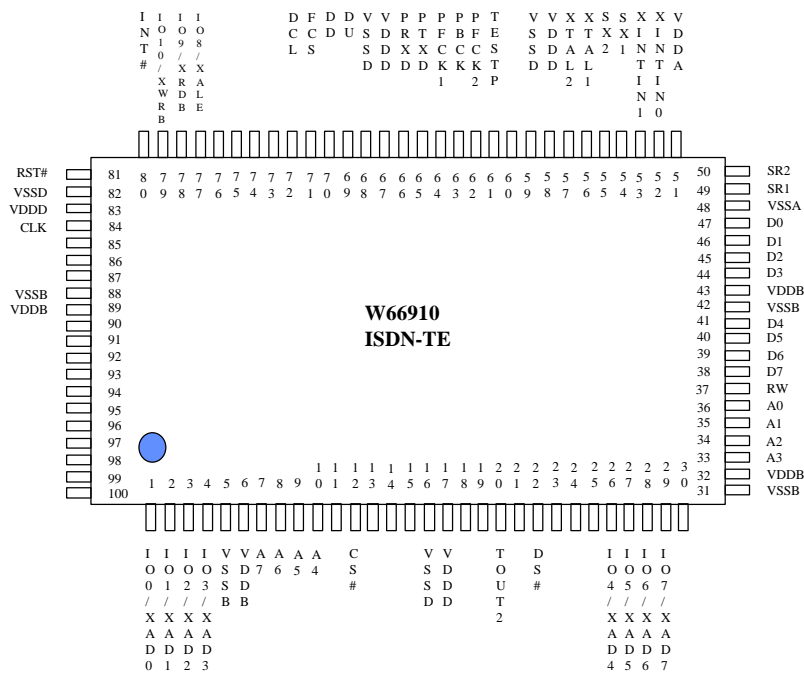 INT#
IO10/XWRB
IO9/XRDB
IO8/XALE
DCL
FCS
DD
DU
VSSD
VDDD
PRXD
PTXD
PFCK1
PBCK
PFCK2
TESTP
VSSD
VDDD
XTAL2
XTAL1
SX2
SX1
XINTIN1
XINTIN0
VDDA
80
79
78
77
76
75
74
73
72
71
70
69
68
67
66
65
64
63
62
61
60
59
58
57
56
55
54
53
52
51
RST# 81
VSSD 82
VDDD 83
CLK 84
85
86
87
VSSB 88
VDDB 89
90
91
92
93
94
95
96
97
98
99
100
W66910
ISDN-TE
50 SR2
49 SR1
48 VSSA
47 D0
46 D1
45 D2
44 D3
43 VDDB
42 VSSB
41 D4
40 D5
39 D6
38 D7
37 RW
36 A0
35 A1
34 A2
33 A3
32 VDDB
31 VSSB
1
2
3
4
5
6
7
8
9
10
11
12
13
14
15
16
17
18
19
20
21
22
23
24
25
26
27
28
29
30
IO0/XAD0
IO1/XAD1
IO2/XAD2
IO3/XAD3
VSSB
VDDB
A7
A6
A5
A4
CS#
VSSD
VDDD
TOUT2
DS#
IO4/XAD4
IO5/XAD5
IO6/XAD6
IO7/XAD7